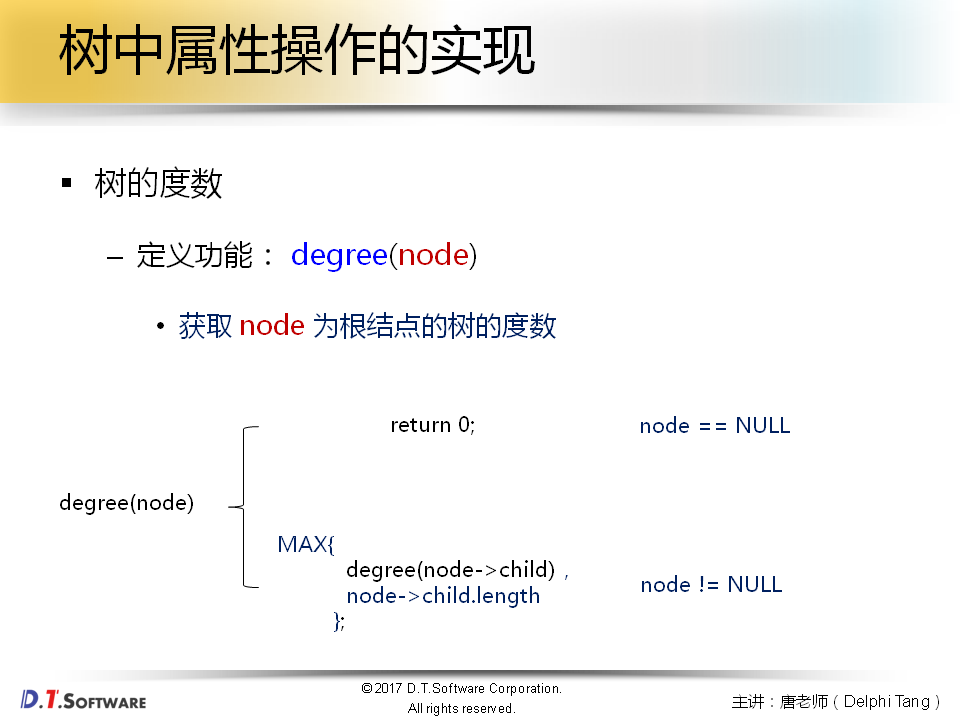 树中属性操作的实现
▪ 树的度数
– 定义功能： degree(node)
• 获取 node 为根结点的树的度数
return 0; node == NULL
degree(node)
MAX{
degree(node->child) ,
node->child.length
}; node != NULL
D.T.SOFTWARE
©2017 D.T.Software Corporation.
All rights reserved.
主讲：唐老师（Delphi Tang）